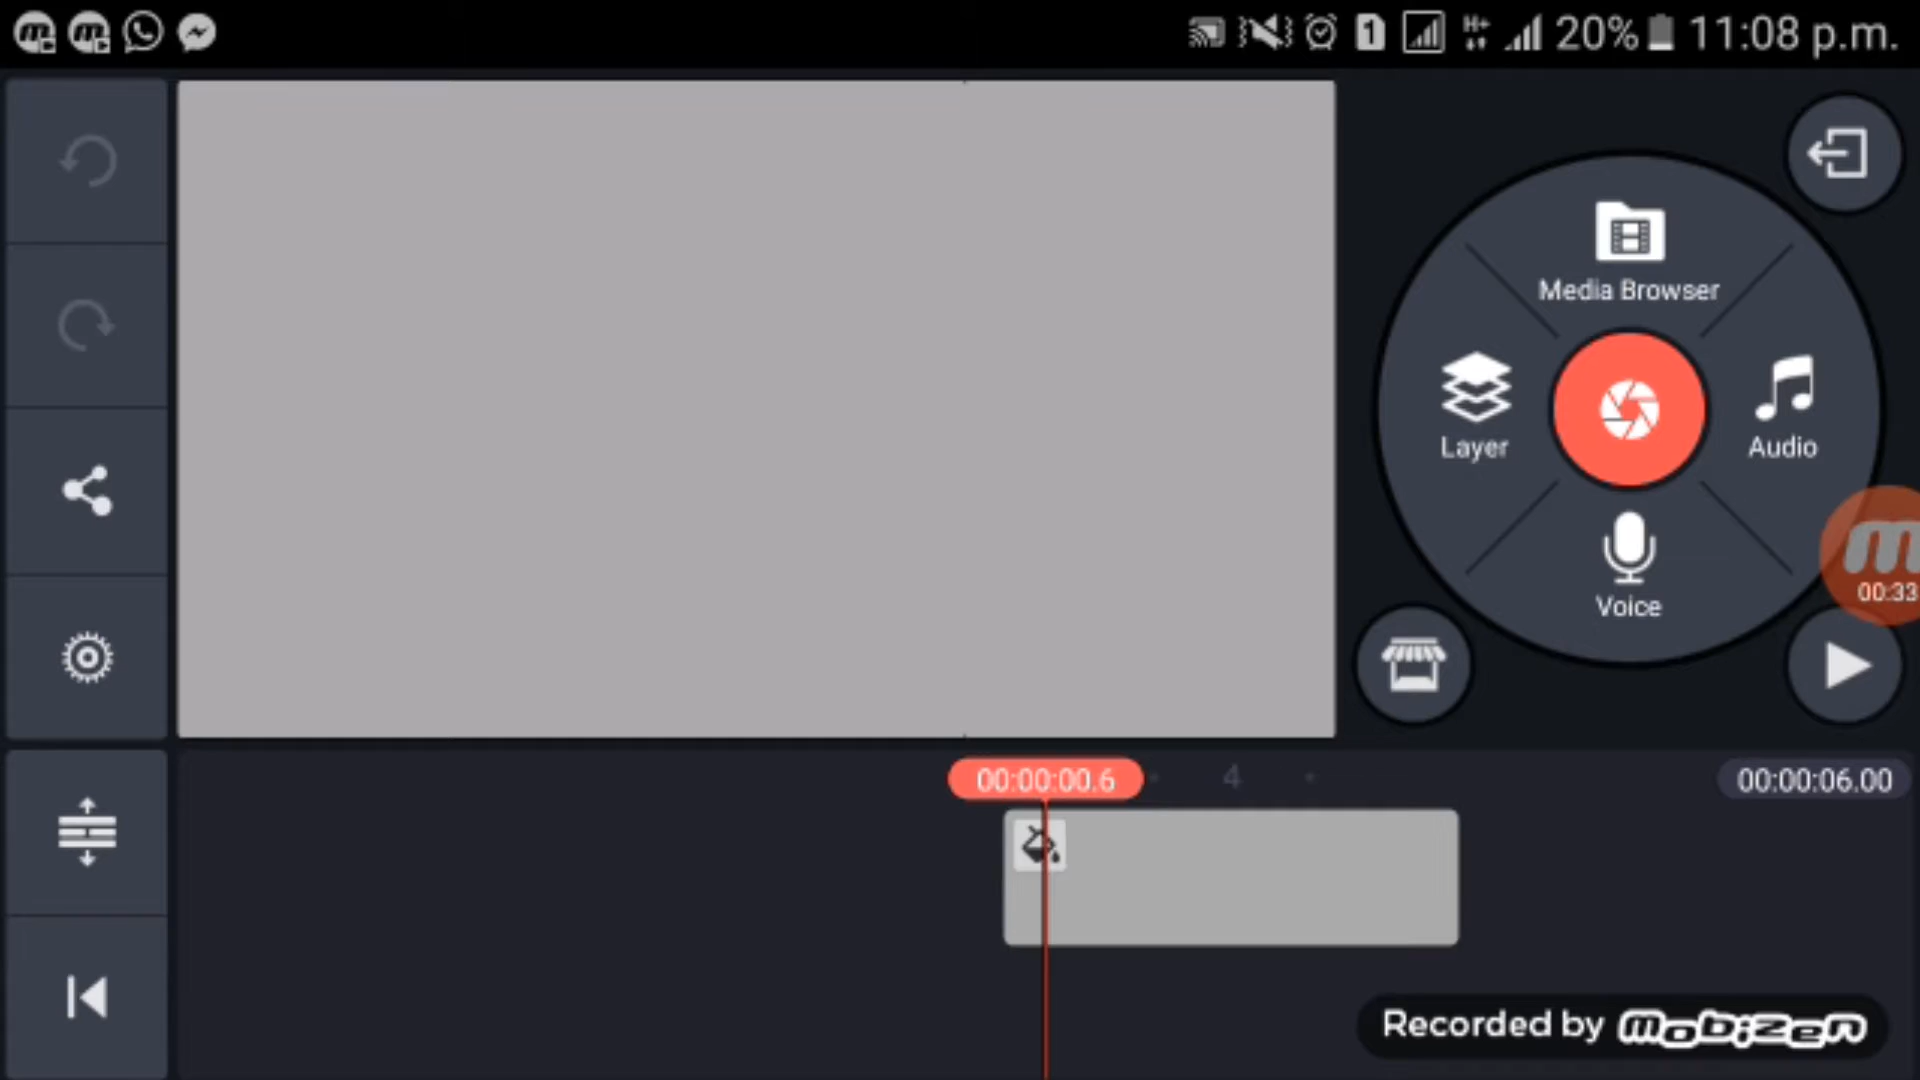 1 H+ 20% 11:08 p.m.
Media Browser
Layer
Audio
Voice
00:33
00:00:00.6
4
00:00:06.00
Recorded by mobizen